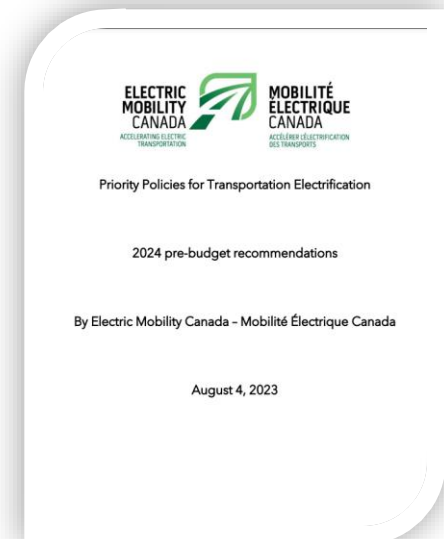 ELECTRIC
MOBILITY
CANADA
ACCELERATING ELECTRIC
TRANSPORTATION
MOBILITÉ
ÉLECTRIQUE
CANADA
ACCÉLÉRER L'ÉLECTRIFICATION
DES TRANSPORTS
Priority Policies for Transportation Electrification
2024 pre-budget recommendations
By Electric Mobility Canada – Mobilité Électrique Canada
August 4, 2023